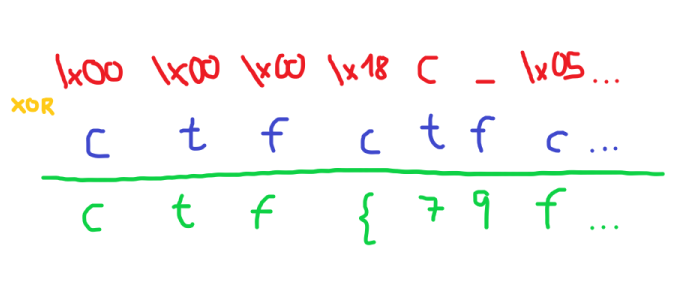 \x00 \x00 \x00 \x18 C _ \x05 ...
XOR
c t f c t f c ...
c t f { 7 9 f ...